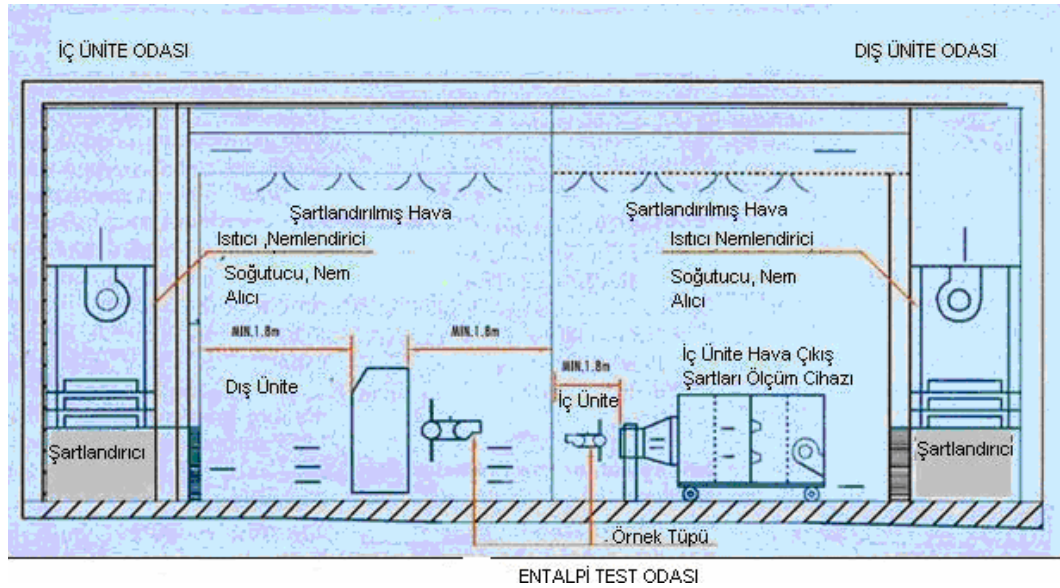 İÇ ÜNİTE ODASI
DIŞ ÜNİTE ODASI
Şartlandırılmış Hava
Şartlandırılmış Hava
Isıtıcı ,Nemlendirici
Isıtıcı Nemlendirici
Soğutucu, Nem
Alıcı
Soğutucu, Nem
Alıcı
MIN.1.8m
MIN.1.8m
MIN.1.8m
İç Ünite Hava Çıkış
Şartları Ölçüm Cihazı
Dış Ünite
İç Ünite
Şartlandırıcı
Şartlandırıcı
Örnek Tüpü
ENTALPİ TEST ODASI